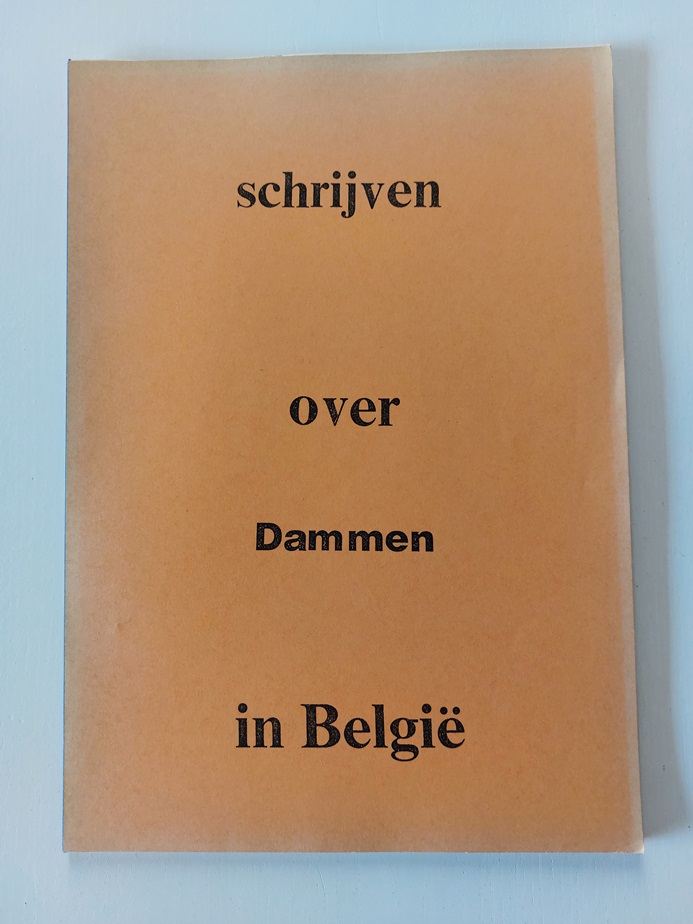 schrijven
over
Dammen
in België